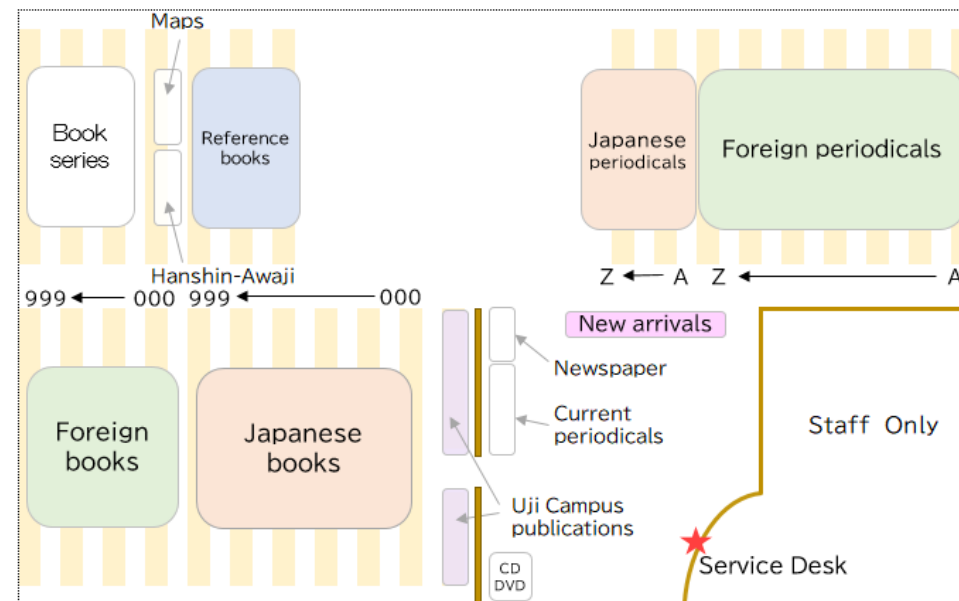 Maps
Book
series
Reference
books
Japanese
periodicals
Foreign periodicals
Hanshin-Awaji
Z A
Z A
999 000
999 000
New arrivals
Newspaper
Current
periodicals
Staff Only
Foreign
books
Japanese
books
Uji Campus
publications
CD
DVD
Service Desk